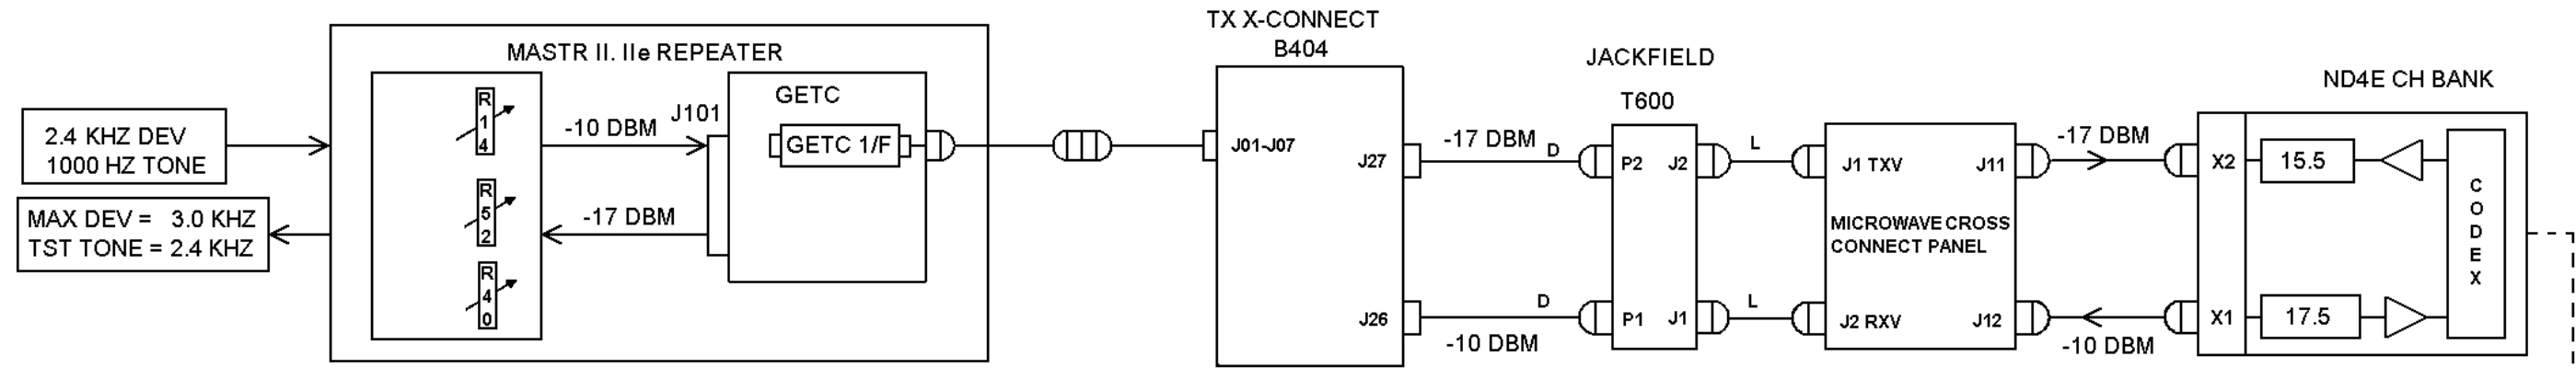 2.4 KHZ DEV
1000 HZ TONE
MAX DEV = 3.0 KHZ
TST TONE = 2.4 KHZ
MASTR II. IIe REPEATER
R
1
4
R
5
2
R
4
0
-10 DBM
-17 DBM
J101
GETC
GETC 1/F
TX X-CONNECT
B404
J01-J07
J27
J26
-17 DBM
D
D
-10 DBM
JACKFIELD
T600
P2
J2
P1
J1
L
L
J1 TXV
J11
MICROWAVE CROSS
CONNECT PANEL
J2 RXV
J12
-17 DBM
-10 DBM
ND4E CH BANK
X2
15.5
X1
17.5
C
O
D
E
X